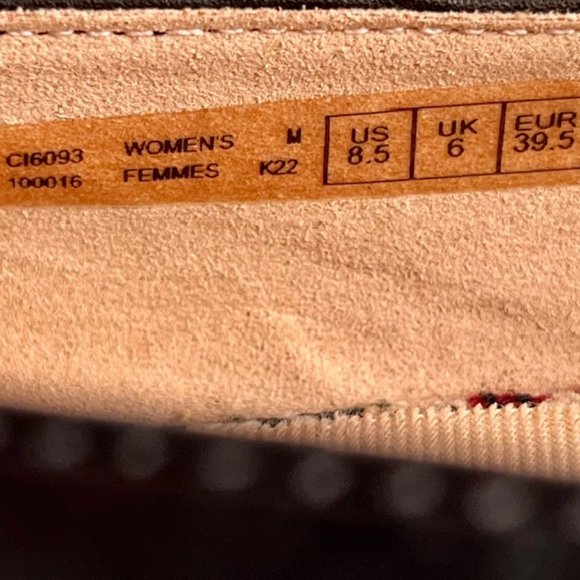 CI6093 WOMEN'S M US UK EUR
100016 FEMMES K22 8.5 6 39.5